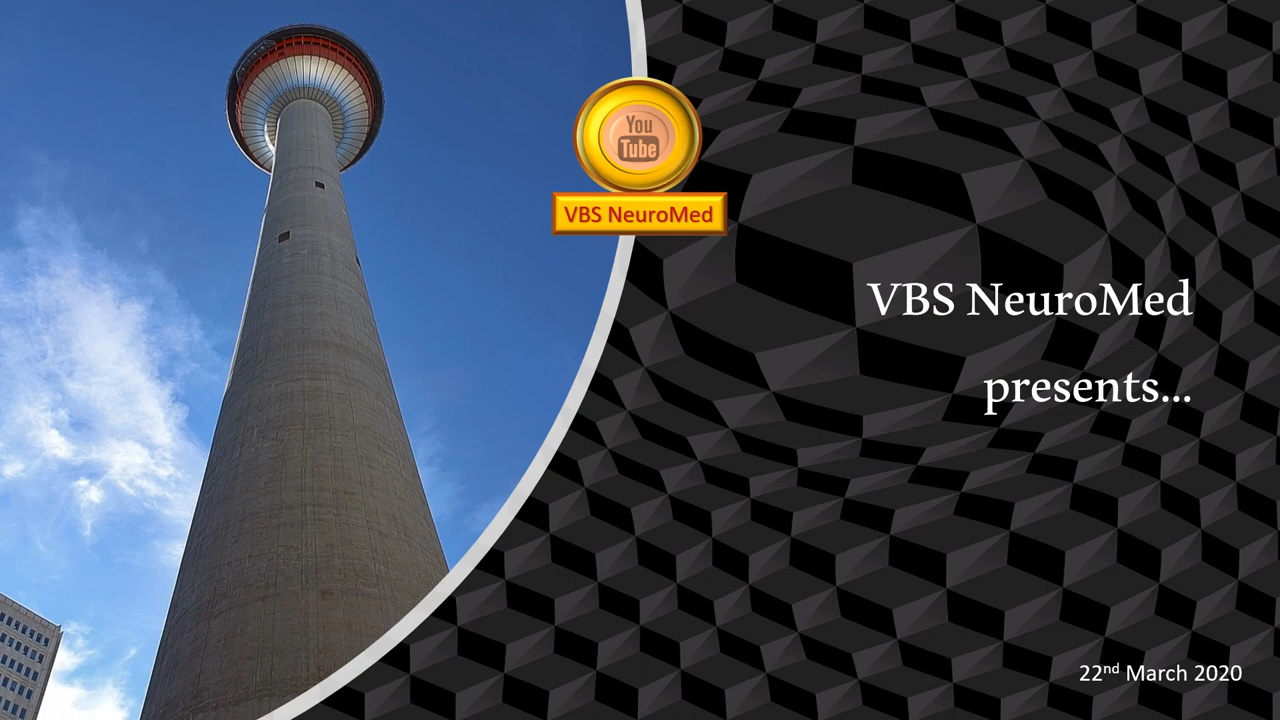 You
Tube
VBS NeuroMed
VBS NeuroMed
presents...
22nd March 2020